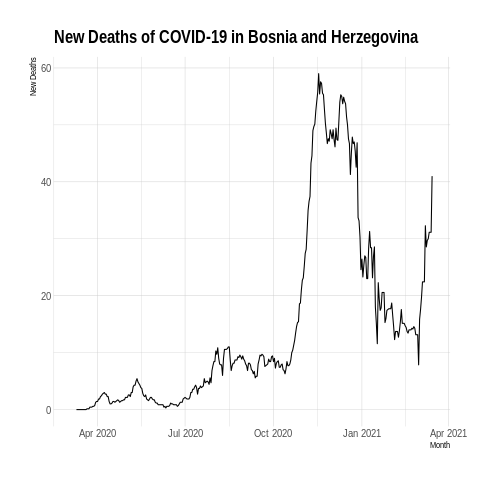 New Deaths of COVID-19 in Bosnia and Herzegovina
New Deaths
60
40
20
0
Apr 2020
Jul 2020
Oct 2020
Jan 2021
Apr 2021
Month